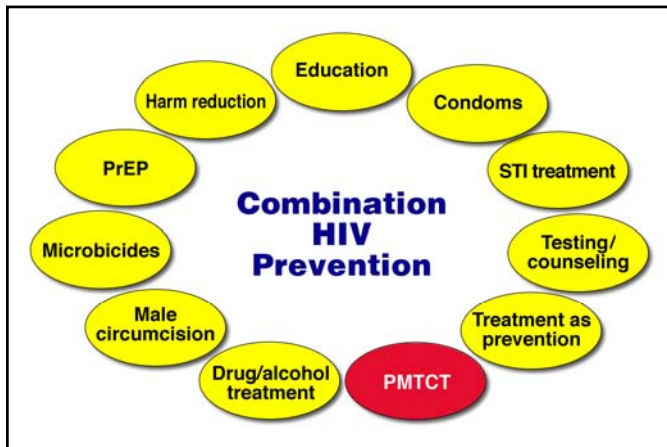 Education
Condoms
STI treatment
Testing/
counseling
Treatment as
prevention
PMTCT
Drug/alcohol
treatment
Male
circumcision
Microbicides
PrEP
Harm reduction
Combination
HIV
Prevention